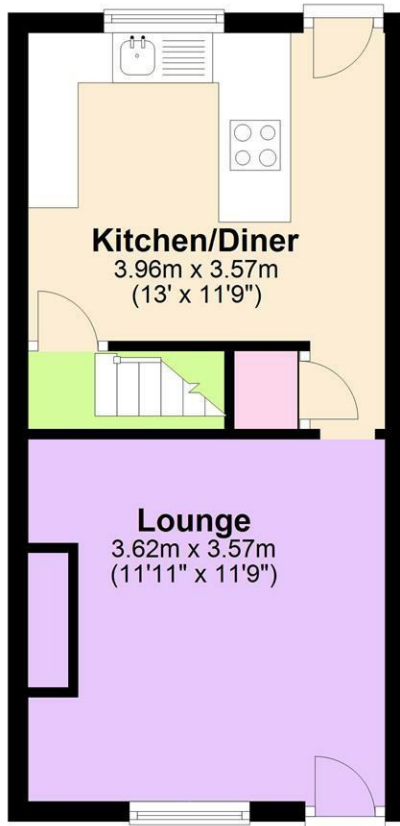 Kitchen/Diner
3.96m x 3.57m
(13' x 11'9")
Lounge
3.62m x 3.57m
(11'11" x 11'9")